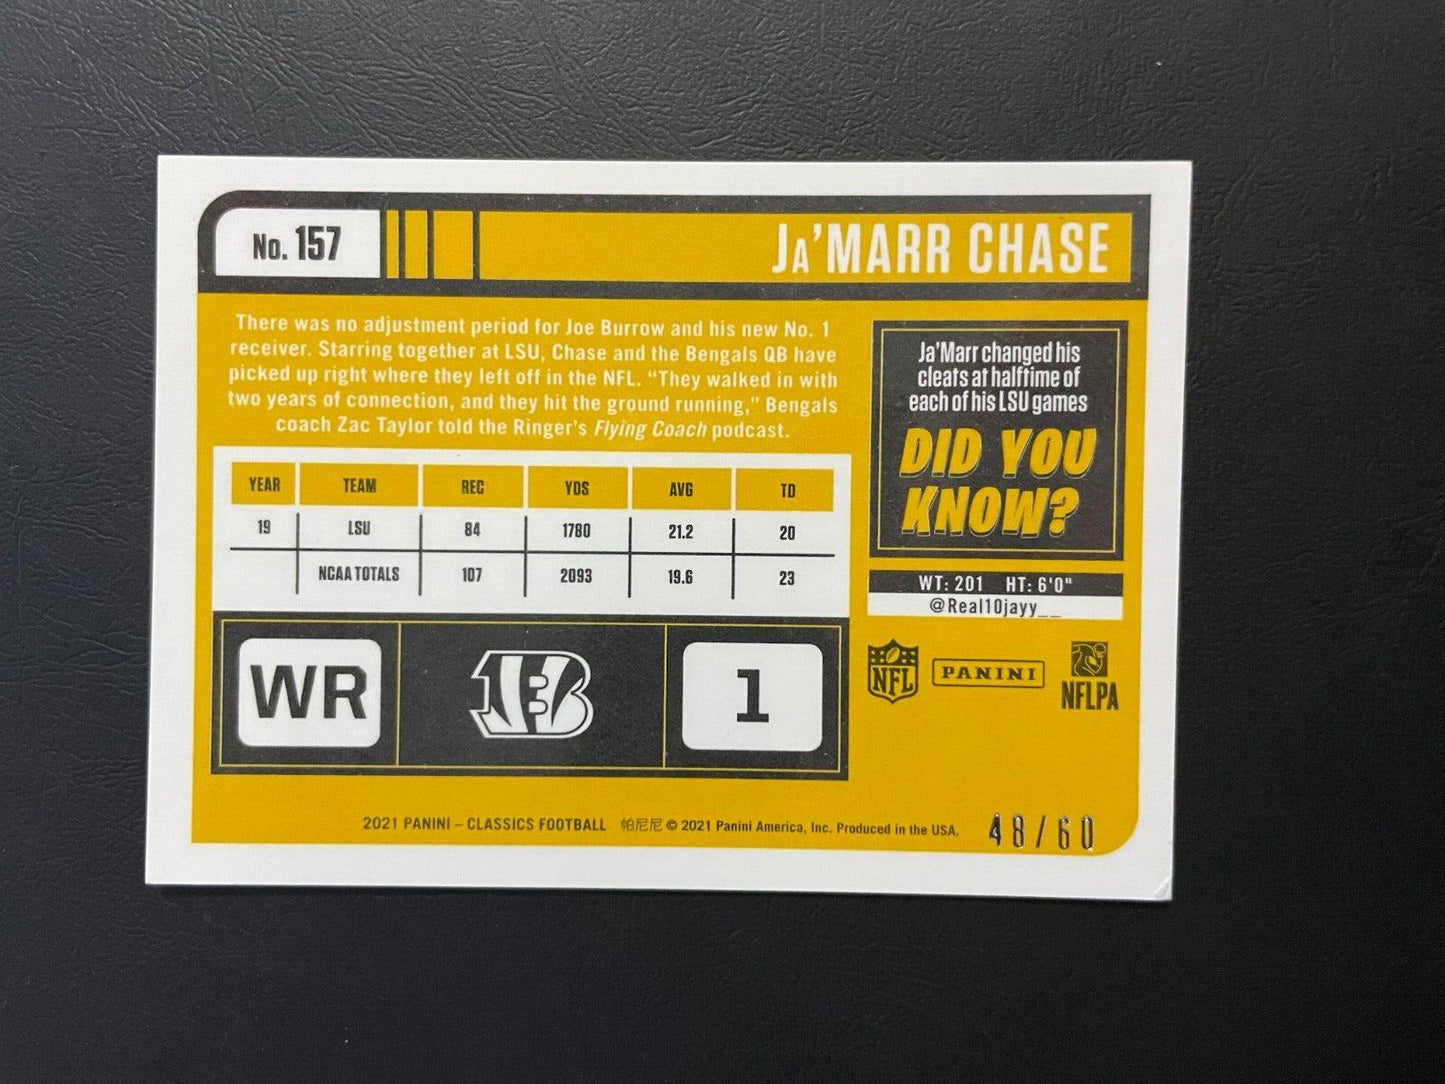 No. 157
JA'MARR CHASE
There was no adjustment period for Joe Burrow and his new No. 1
receiver. Starring together at LSU, Chase and the Bengals QB have
picked up right where they left off in the NFL. “They walked in with
two years of connection, and they hit the ground running,” Bengals
coach Zac Taylor told the Ringer's Flying Coach podcast.
Ja'Marr changed his
cleats at halftime of
each of his LSU games
DID YOU
KNOW?
YEAR TEAM REC YDS AVG TD
19 LSU 84 1780 21.2 20
NCAA TOTALS 107 2093 19.6 23
WT: 201 HT: 6'0"
@Real10jayy__
WR B 1
NFL PANINI NFLPA
2021 PANINI – CLASSICS FOOTBALL 帕尼尼 © 2021 Panini America, Inc. Produced in the USA.
48/60